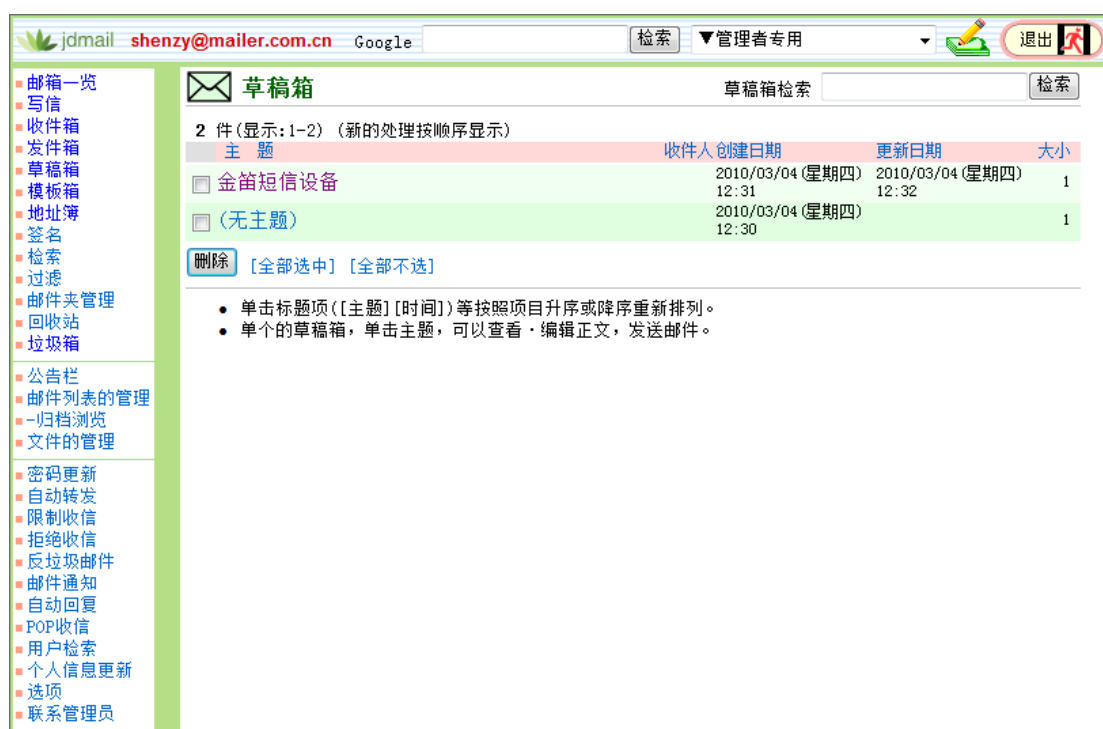 jdmail shenzy@mailer.com.cn Google 检索 ▼管理者专用 退出
邮箱一览
写信
收件箱
发件箱
草稿箱
模板箱
地址簿
签名
检索
过滤
邮件夹管理
回收站
垃圾箱
公告栏
邮件列表的管理
-归档浏览
文件的管理
密码更新
自动转发
限制收信
拒绝收信
反垃圾邮件
邮件通知
自动回复
POP收信
用户检索
个人信息更新
选项
联系管理员
草稿箱 草稿箱检索 检索
2 件(显示:1-2) (新的处理按顺序显示)
主 题 收件人 创建日期 更新日期 大小
金笛短信设备 2010/03/04(星期四) 12:31 2010/03/04(星期四) 12:32 1
(无主题) 2010/03/04(星期四) 12:30 1
删除 [全部选中] [全部不选]
● 单击标题项([主题][时间])等按照项目升序或降序重新排列。
● 单个的草稿箱，单击主题，可以查看·编辑正文，发送邮件。